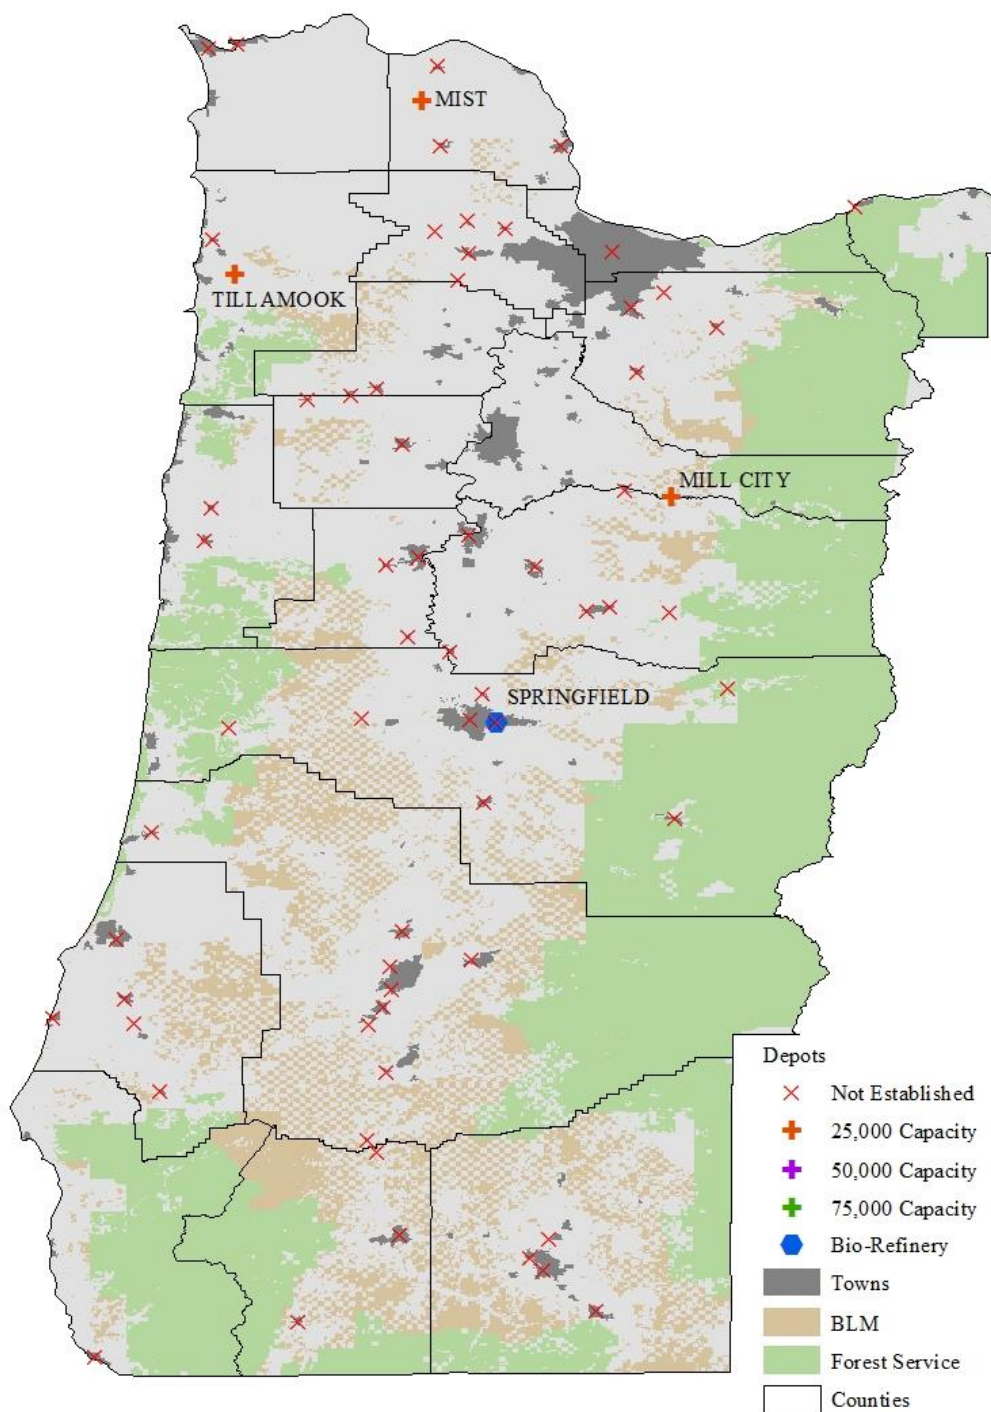 MIST
TILLAMOOK
MILL CITY
SPRINGFIELD
Depots
Not Established
25,000 Capacity
50,000 Capacity
75,000 Capacity
Bio-Refinery
Towns
BLM
Forest Service
Counties